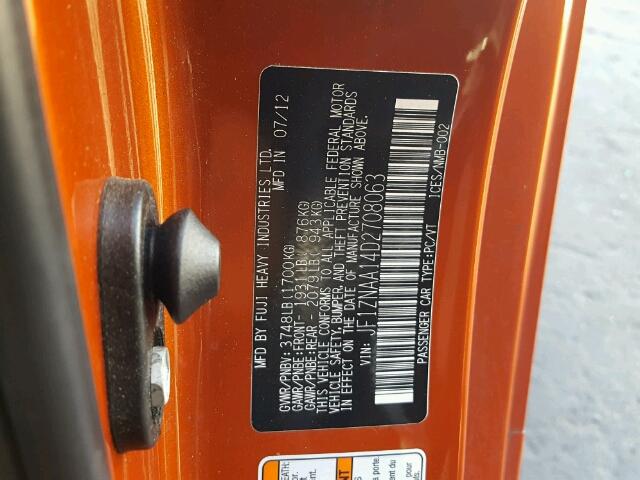 MFD BY FUJI HEAVY INDUSTRIES LTD. MFD IN 07/12
GVWR/PNBV: 3748LB(1700KG)
GAWR/PNBE:FRONT- 1931LB( 876KG)
GAWR/PNBE:REAR - 2079LB( 943KG)
THIS VEHICLE CONFORMS TO ALL APPLICABLE FEDERAL MOTOR
VEHICLE SAFETY,BUMPER, AND THEFT PREVENTION STANDARDS
IN EFFECT ON THE DATE OF MANUFACTURE SHOWN ABOVE.
VIN: JF1ZNAA14D2708063
PASSENGER CAR TYPE:PC/VT ICES/NMB-002
EATH: